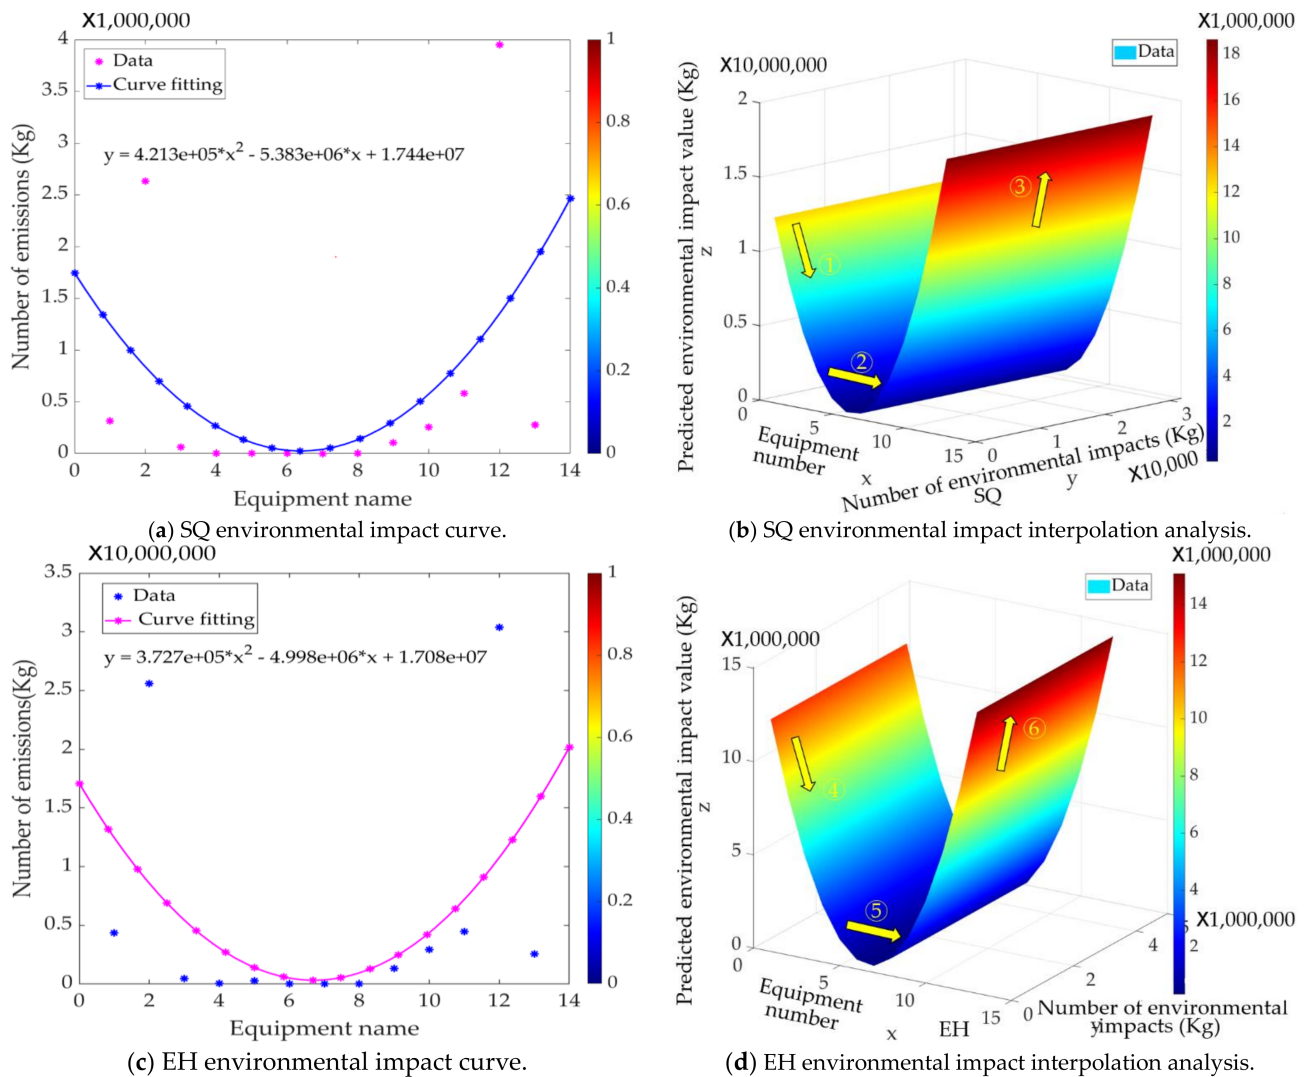 X1,000,000
4
3.5
3
2.5
2
1.5
1
0.5
0
Data
Curve fitting
y = 4.213e+05*x² - 5.383e+06*x + 1.744e+07
Number of emissions (Kg)
0 2 4 6 8 10 12 14
Equipment name
1
0.8
0.6
0.4
0.2
0
(a) SQ environmental impact curve.
X10,000,000
Data
X1,000,000
Predicted environmental impact value (Kg)
z
2
1.5
1
0.5
0
①
②
③
0 5 10 15
Equipment
number
x
0 1 2 3
Number of environmental impacts (Kg)
SQ
y
X10,000
18
16
14
12
10
8
6
4
2
(b) SQ environmental impact interpolation analysis.
X10,000,000
3.5
3
2.5
2
1.5
1
0.5
0
Data
Curve fitting
y = 3.727e+05*x² - 4.998e+06*x + 1.708e+07
Number of emissions(Kg)
0 2 4 6 8 10 12 14
Equipment name
1
0.8
0.6
0.4
0.2
0
(c) EH environmental impact curve.
X1,000,000
Data
X1,000,000
Predicted environmental impact value (Kg)
z
15
10
5
0
④
⑤
⑥
0 5 10 15
Equipment
number
x
EH
0 2 4
X1,000,000
Number of environmental
impacts (Kg)
14
12
10
8
6
4
2
(d) EH environmental impact interpolation analysis.